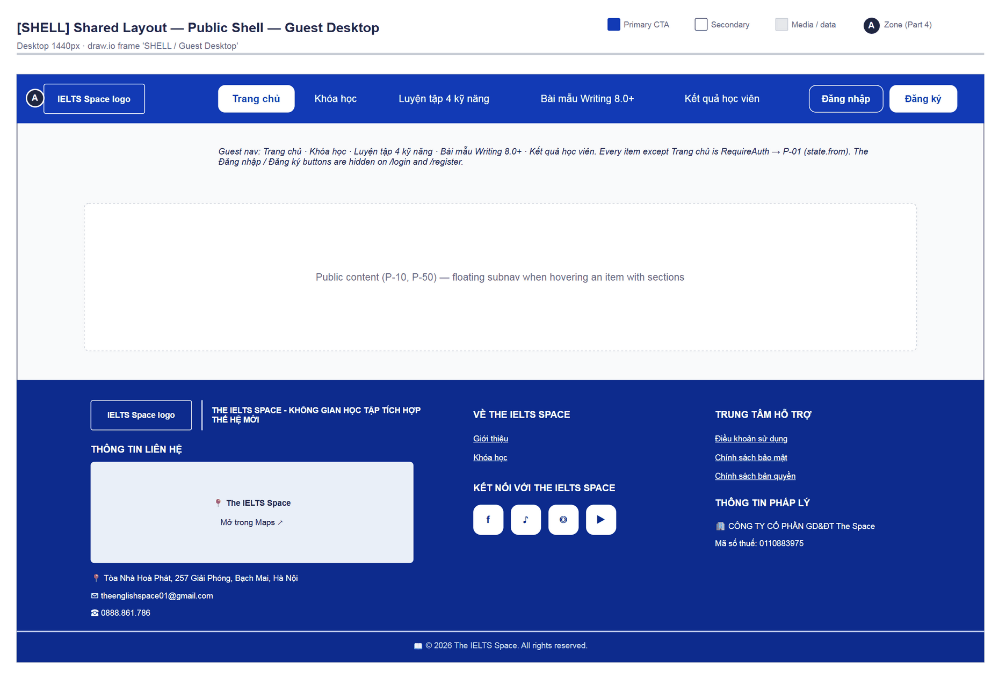 [SHELL] Shared Layout — Public Shell — Guest Desktop
Desktop 1440px · draw.io frame 'SHELL / Guest Desktop'
Primary CTA
Secondary
Media / data
A
Zone (Part 4)
A
IELTS Space logo
Trang chủ
Khóa học
Luyện tập 4 kỹ năng
Bài mẫu Writing 8.0+
Kết quả học viên
Đăng nhập
Đăng ký
Guest nav: Trang chủ · Khóa học · Luyện tập 4 kỹ năng · Bài mẫu Writing 8.0+ · Kết quả học viên. Every item except Trang chủ is RequireAuth → P-01 (state.from). The
Đăng nhập / Đăng ký buttons are hidden on /login and /register.
Public content (P-10, P-50) — floating subnav when hovering an item with sections
IELTS Space logo
THE IELTS SPACE - KHÔNG GIAN HỌC TẬP TÍCH HỢP
THẾ HỆ MỚI
THÔNG TIN LIÊN HỆ
📍 The IELTS Space
Mở trong Maps ↗
📍 Tòa Nhà Hoà Phát, 257 Giải Phóng, Bạch Mai, Hà Nội
✉ theenglishspace01@gmail.com
☎ 0888.861.786
VỀ THE IELTS SPACE
Giới thiệu
Khóa học
KẾT NỐI VỚI THE IELTS SPACE
f
♪
◎
▶
TRUNG TÂM HỖ TRỢ
Điều khoản sử dụng
Chính sách bảo mật
Chính sách bản quyền
THÔNG TIN PHÁP LÝ
🏢 CÔNG TY CỔ PHẦN GD&ĐT The Space
Mã số thuế: 0110883975
📖 © 2026 The IELTS Space. All rights reserved.